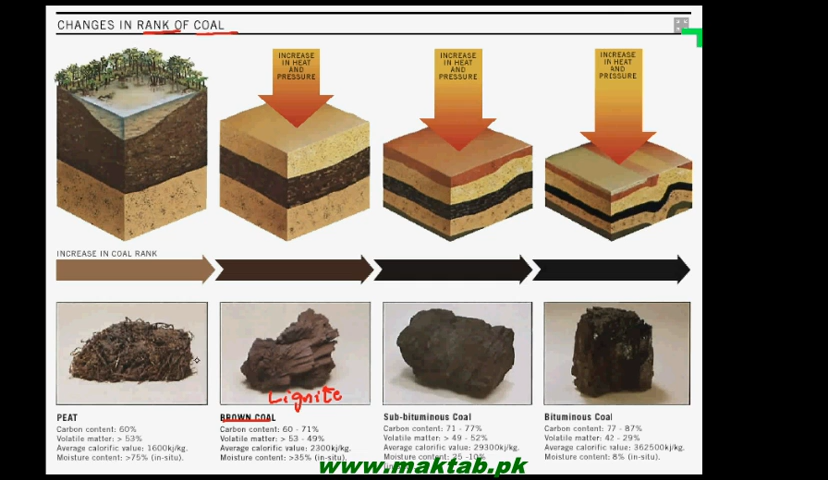 CHANGES IN RANK OF COAL
INCREASE
IN HEAT
AND
PRESSURE
INCREASE
IN HEAT
AND
PRESSURE
INCREASE
IN HEAT
AND
PRESSURE
INCREASE IN COAL RANK
Lignite
PEAT
Carbon content: 60%
Volatile matter: > 53%
Average calorific value: 1600kj/kg.
Moisture content: >75% (in-situ).
BROWN COAL
Carbon content: 60 - 71%
Volatile matter: > 53 - 49%
Average calorific value: 2300kj/kg.
Moisture content: >35% (in-situ).
Sub-bituminous Coal
Carbon content: 71 - 77%
Volatile matter: > 49 - 52%
Average calorific value: 29300kj/kg.
Moisture content: 25 -10%
Bituminous Coal
Carbon content: 77 - 87%
Volatile matter: 42 - 29%
Average calorific value: 362500kj/kg.
Moisture content: 8% (in-situ).
www.maktab.pk